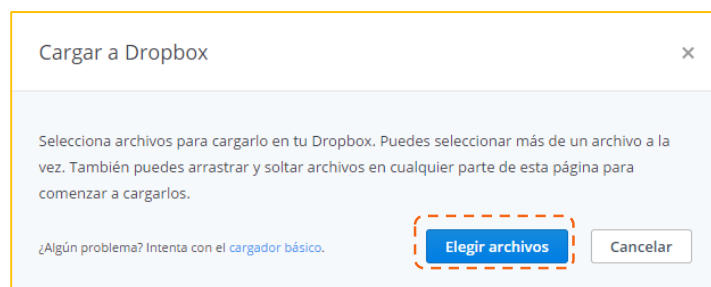 Cargar a Dropbox
×
Selecciona archivos para cargarlo en tu Dropbox. Puedes seleccionar más de un archivo a la
vez. También puedes arrastrar y soltar archivos en cualquier parte de esta página para
comenzar a cargarlos.
¿Algún problema? Intenta con el cargador básico.
Elegir archivos
Cancelar